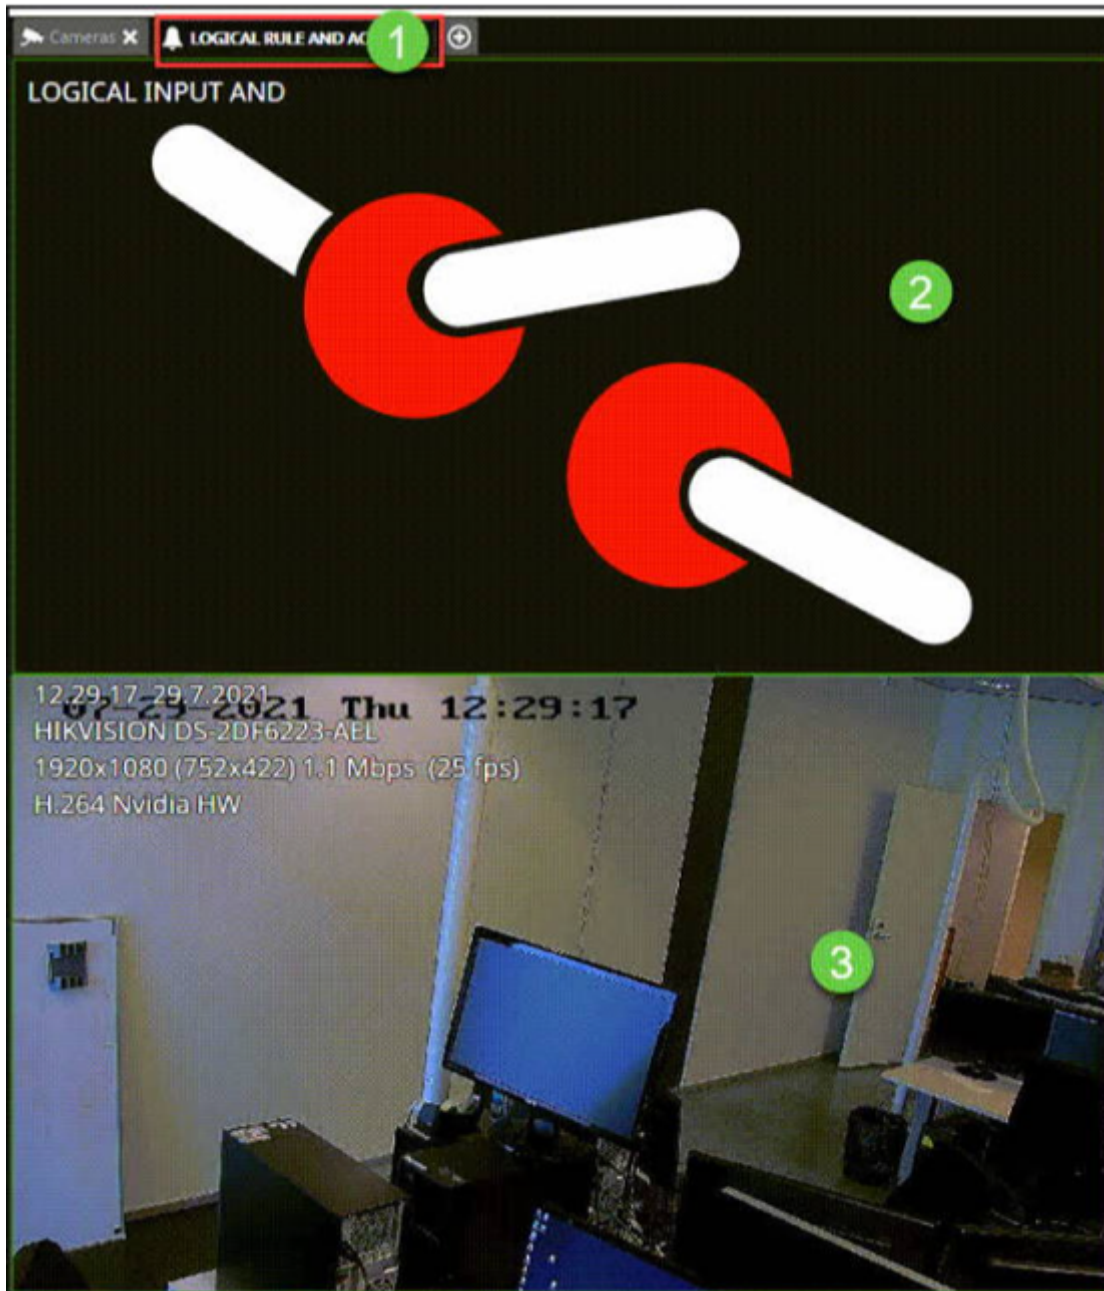 Cameras
LOGICAL RULE AND AC
1
LOGICAL INPUT AND
2
12.29.17 29.7.2021
07-29-2021 Thu 12:29:17
HIKVISION DS-2DF6223-AEL
1920x1080 (752x422) 1.1 Mbps (25 fps)
H.264 Nvidia HW
3